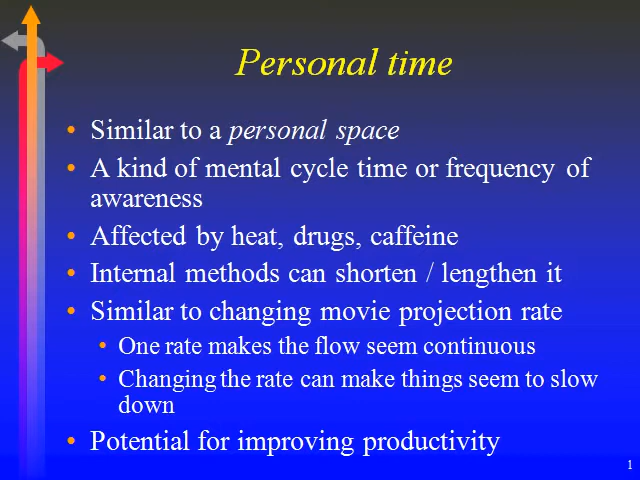 Personal time
• Similar to a personal space
• A kind of mental cycle time or frequency of
awareness
• Affected by heat, drugs, caffeine
• Internal methods can shorten / lengthen it
• Similar to changing movie projection rate
• One rate makes the flow seem continuous
• Changing the rate can make things seem to slow
down
• Potential for improving productivity
1